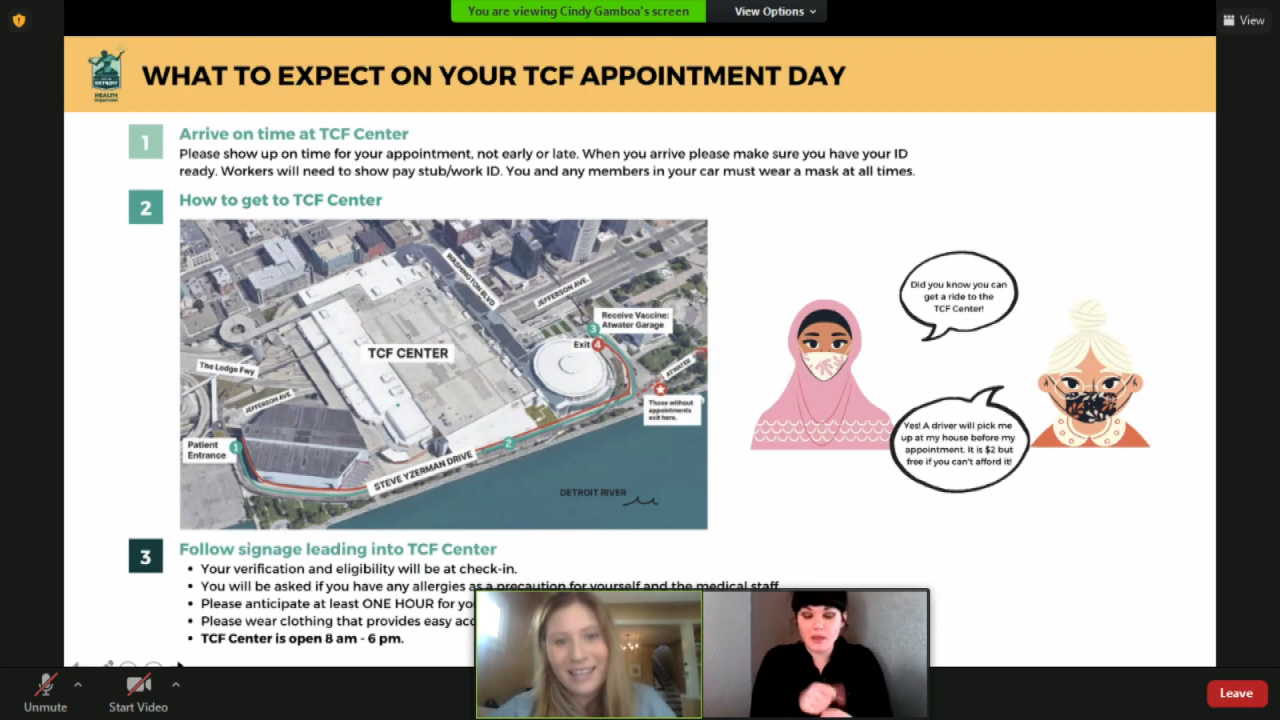 You are viewing Cindy Gamboa's screen
View Options
View
DETROIT
HEALTH
Department
WHAT TO EXPECT ON YOUR TCF APPOINTMENT DAY
1
Arrive on time at TCF Center
Please show up on time for your appointment, not early or late. When you arrive please make sure you have your ID
ready. Workers will need to show pay stub/work ID. You and any members in your car must wear a mask at all times.
2
How to get to TCF Center
WASHINGTON BLVD
JEFFERSON AVE.
Receive Vaccine:
Atwater Garage
3
Exit 4
TCF CENTER
The Lodge Fwy
ATWATER
JEFFERSON AVE.
Those without
appointments
exit here.
Patient
Entrance
1
2
STEVE YZERMAN DRIVE
DETROIT RIVER
Did you know you can
get a ride to the
TCF Center!
Yes! A driver will pick me
up at my house before my
appointment. It is $2 but
free if you can't afford it!
3
Follow signage leading into TCF Center
• Your verification and eligibility will be at check-in.
• You will be asked if you have any allergies as a precaution for yourself and the medical staff.
• Please anticipate at least ONE HOUR for
• Please wear clothing that provides easy
• TCF Center is open 8 am - 6 pm.
Unmute
Start Video
Leave